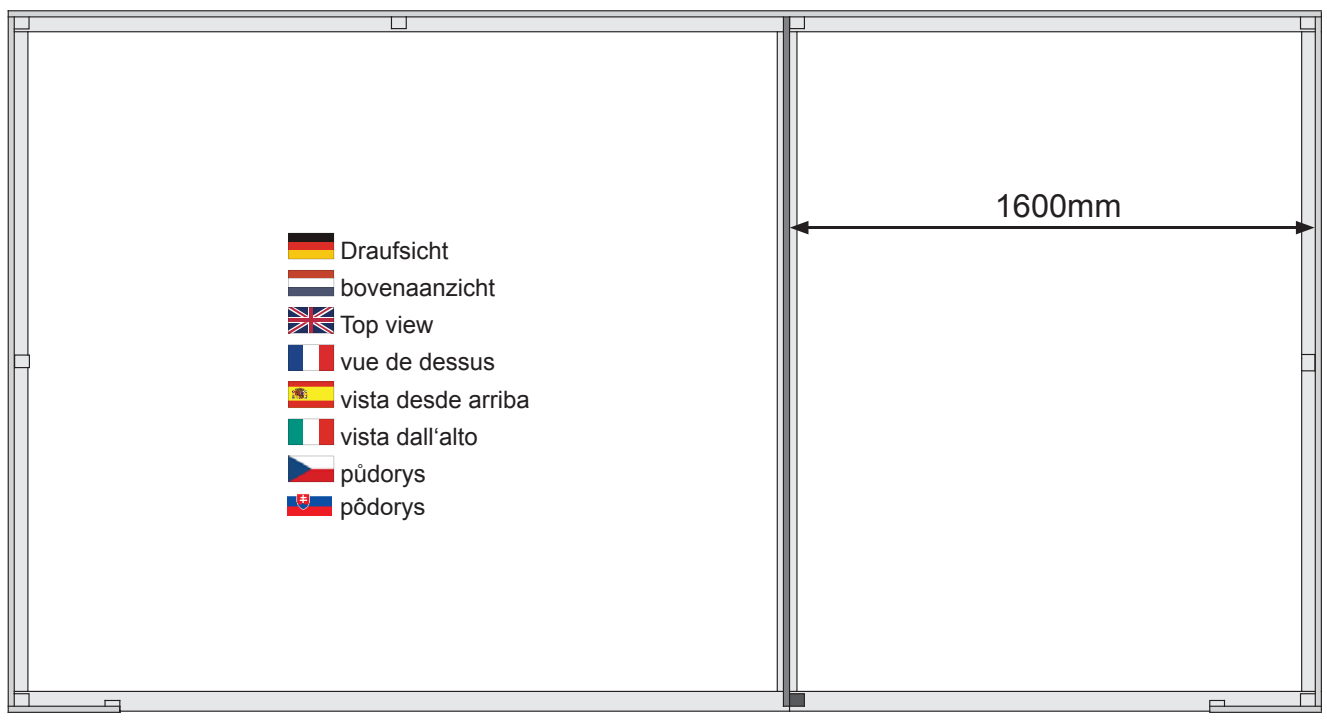 1600mm
Draufsicht
bovenaanzicht
Top view
vue de dessus
vista desde arriba
vista dall‘alto
půdorys
pôdorys